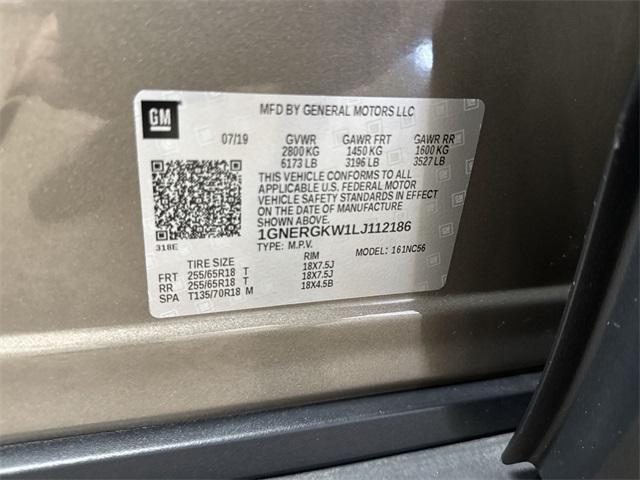 GM
MFD BY GENERAL MOTORS LLC
07/19 GVWR GAWR FRT GAWR RR
2800 KG 1450 KG 1600 KG
6173 LB 3196 LB 3527 LB
THIS VEHICLE CONFORMS TO ALL
APPLICABLE U.S. FEDERAL MOTOR
VEHICLE SAFETY STANDARDS IN EFFECT
ON THE DATE OF MANUFACTURE
SHOWN ABOVE.
1GNERGKW1LJ112186
318E
TYPE: M.P.V. MODEL: 161NC56
TIRE SIZE RIM
FRT 255/65R18 T 18X7.5J
RR 255/65R18 T 18X7.5J
SPA T135/70R18 M 18X4.5B